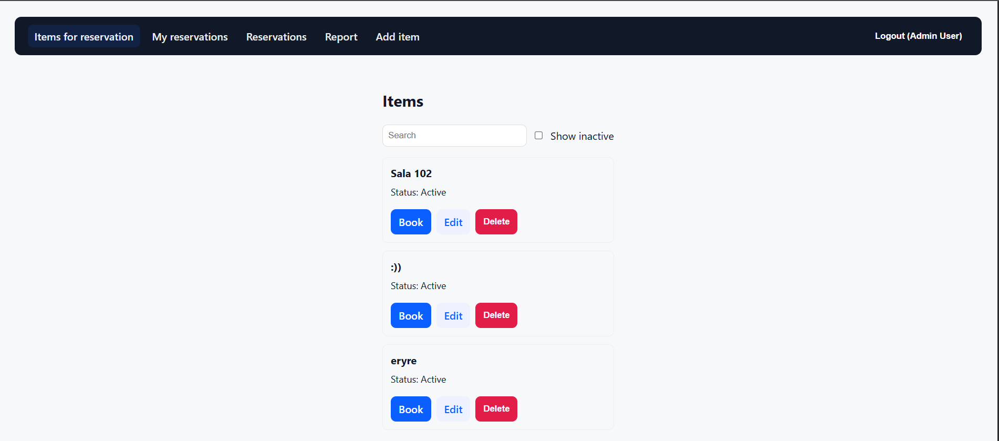 Items for reservation My reservations Reservations Report Add item Logout (Admin User)
Items
Search Show inactive
Sala 102
Status: Active
Book Edit Delete
:))
Status: Active
Book Edit Delete
eryre
Status: Active
Book Edit Delete